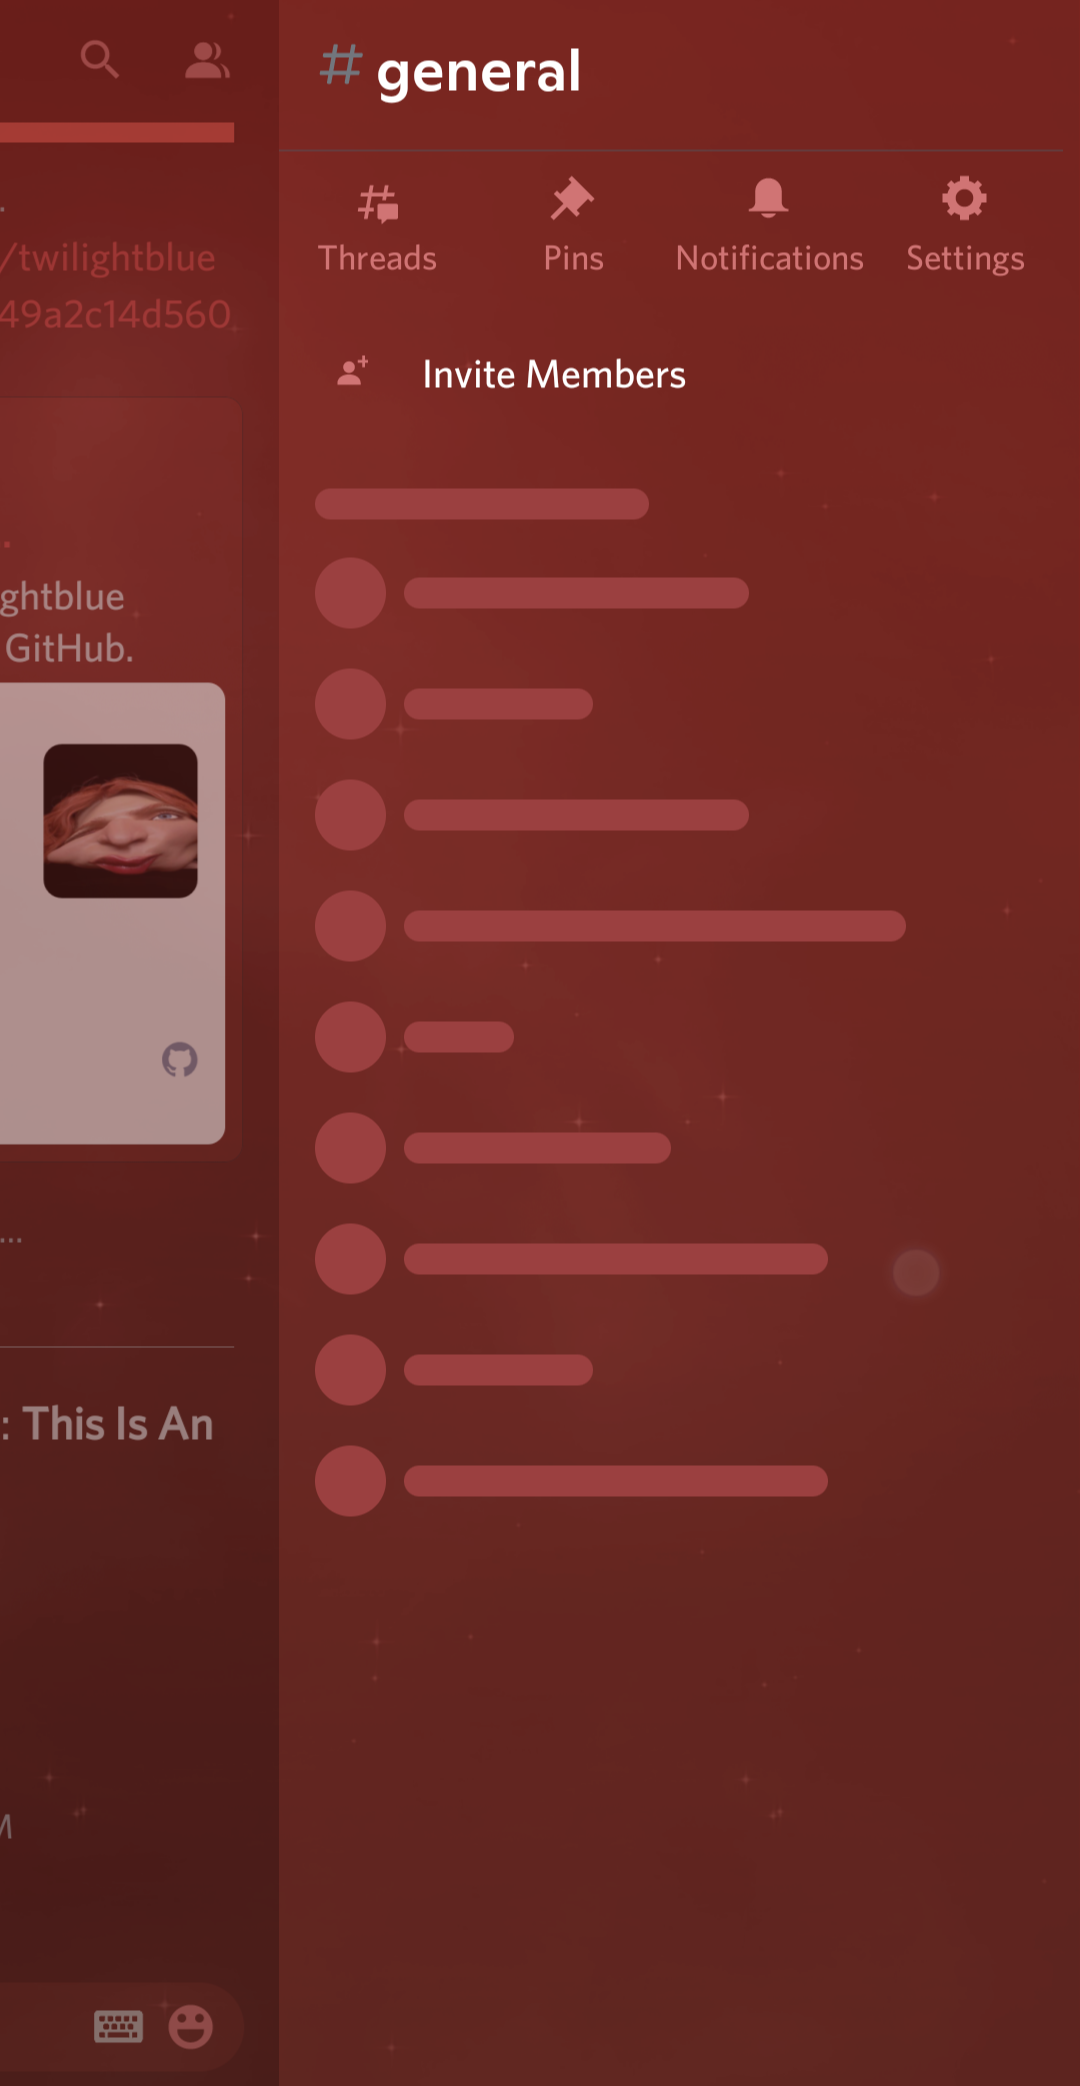 # general
Threads
Pins
Notifications
Settings
Invite Members
.
/twilightblue
49a2c14d560
.
ghtblue
GitHub.
...
: This Is An
M